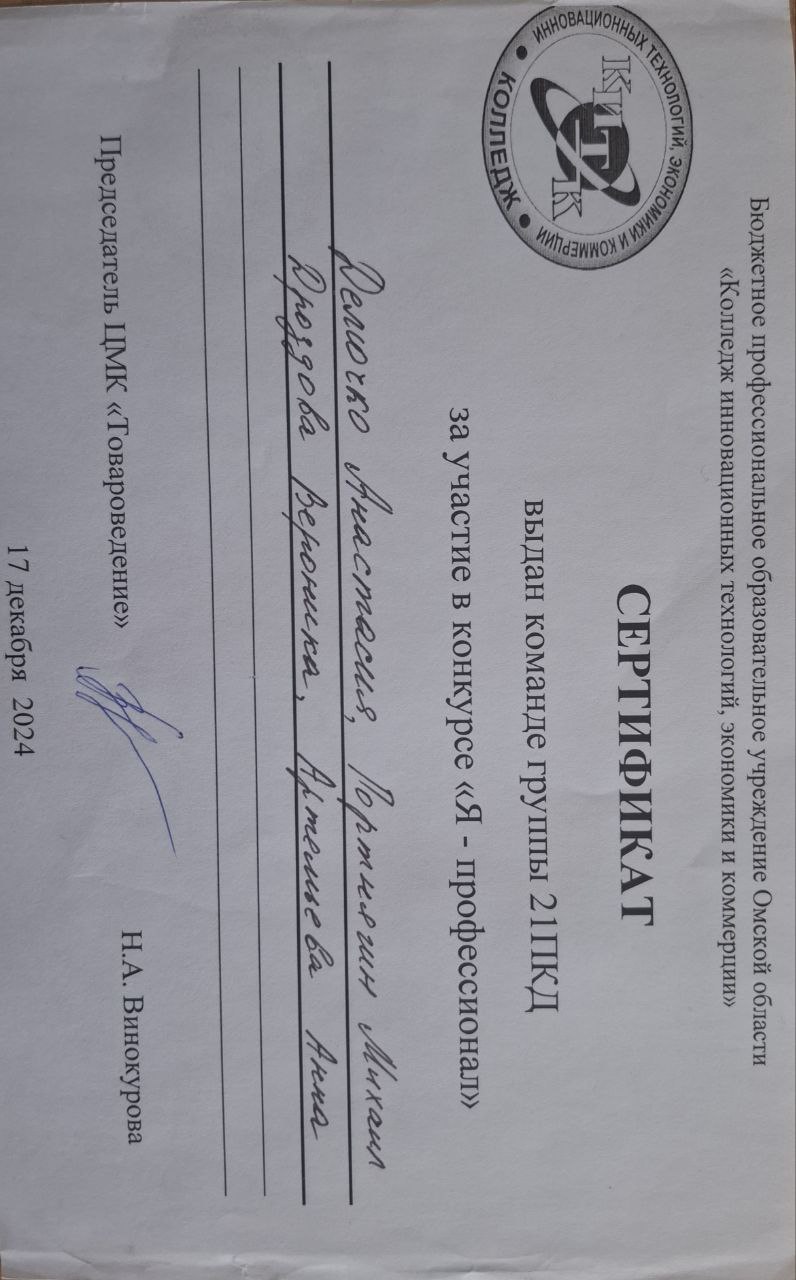 Бюджетное профессиональное образовательное учреждение Омской области
«Колледж инновационных технологий, экономики и коммерции»
ИННОВАЦИОННЫХ ТЕХНОЛОГИЙ, ЭКОНОМИКИ И КОММЕРЦИИ • КОЛЛЕДЖ •
КИТК
СЕРТИФИКАТ
выдан команде группы 21ПКД
за участие в конкурсе «Я - профессионал»
Анастасия, Портнягин Михаил
Дроздова Вероника, Артемьева Анна
Председатель ЦМК «Товароведение» Н.А. Винокурова
17 декабря 2024